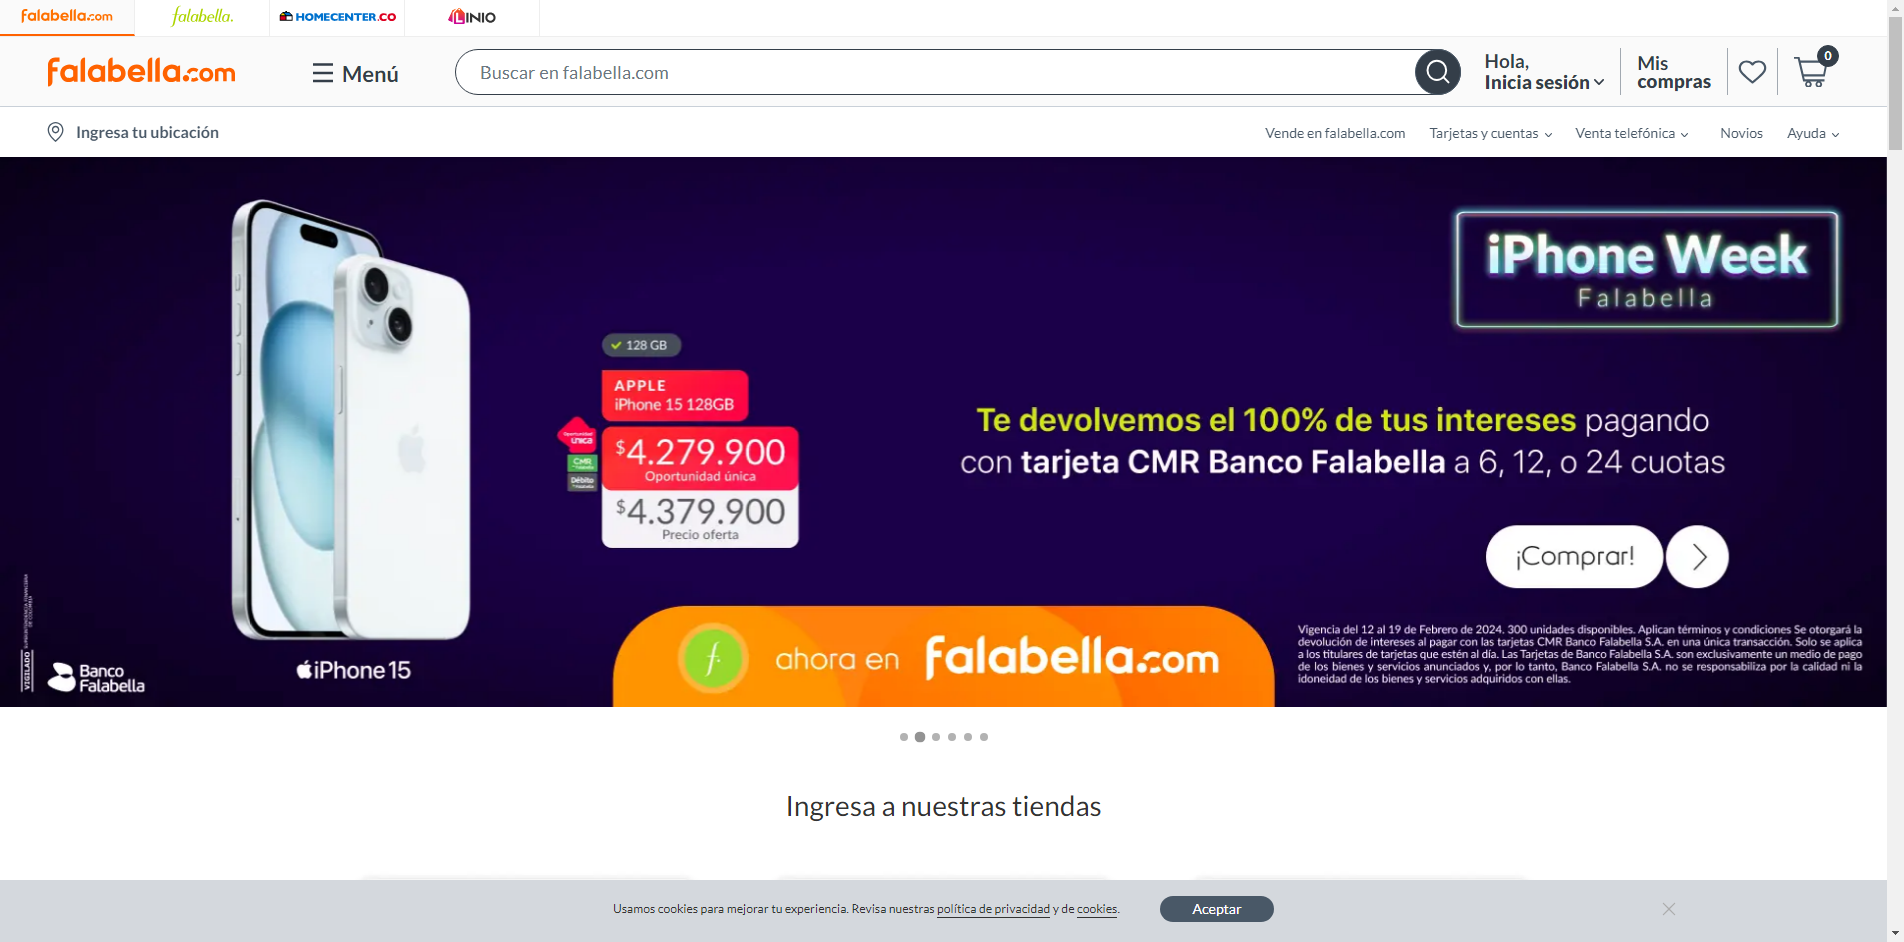 falabella.com
falabella.
HOMECENTER.CO
LINIO
falabella.com
Menú
Buscar en falabella.com
Hola,
Inicia sesión
Mis
compras
0
Ingresa tu ubicación
Vende en falabella.com
Tarjetas y cuentas
Venta telefónica
Novios
Ayuda
iPhone Week
Falabella
128 GB
APPLE
iPhone 15 128GB
Oportunidad
única
CMR
Débito
$4.279.900
Oportunidad única
$4.379.900
Precio oferta
Te devolvemos el 100% de tus intereses pagando
con tarjeta CMR Banco Falabella a 6, 12, o 24 cuotas
¡Comprar!
VIGILADO SUPERINTENDENCIA FINANCIERA
DE COLOMBIA
Banco
Falabella
iPhone 15
f.
ahora en falabella.com
Vigencia del 12 al 19 de Febrero de 2024. 300 unidades disponibles. Aplican términos y condiciones Se otorgará la
devolución de intereses al pagar con las tarjetas CMR Banco Falabella S.A. en una única transacción. Solo se aplica
a los titulares de tarjetas que estén al día. Las Tarjetas de Banco Falabella S.A. son exclusivamente un medio de pago
de los bienes y servicios anunciados y, por lo tanto, Banco Falabella S.A. no se responsabiliza por la calidad ni la
idoneidad de los bienes y servicios adquiridos con ellas.
Ingresa a nuestras tiendas
Usamos cookies para mejorar tu experiencia. Revisa nuestras política de privacidad y de cookies.
Aceptar